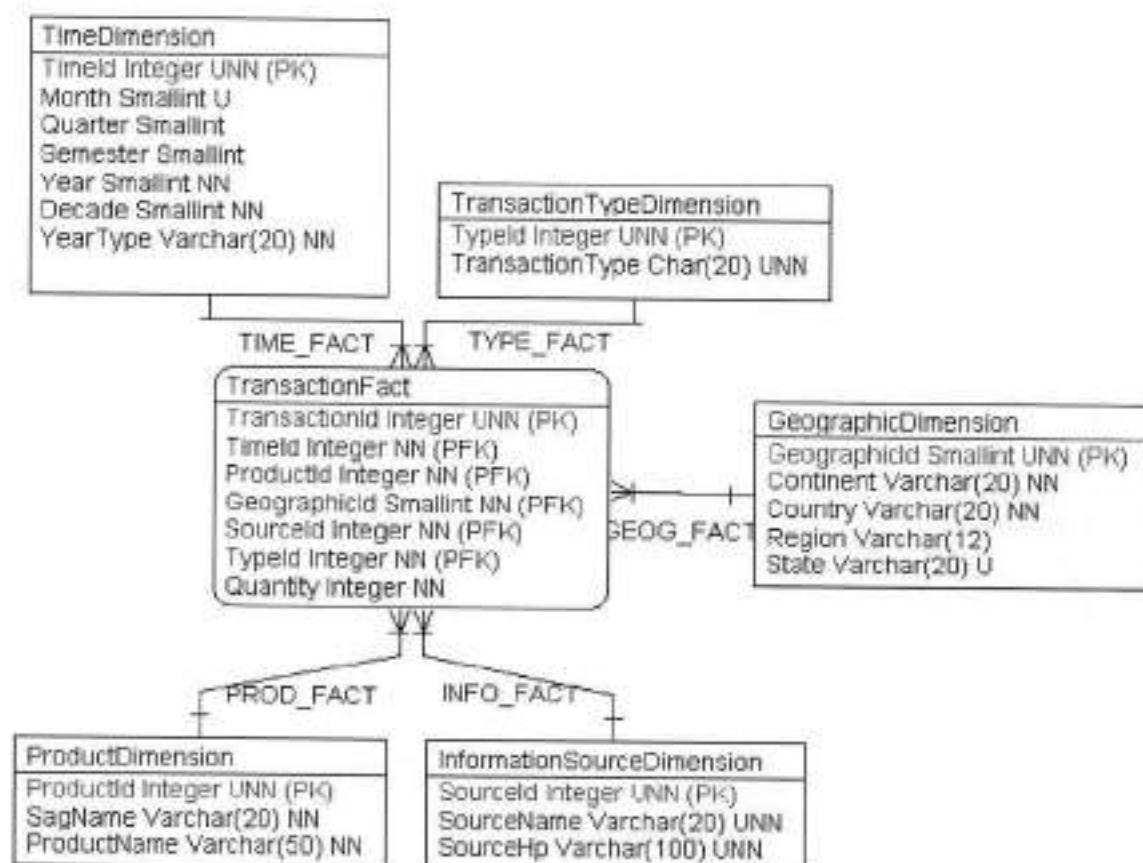 TimeDimension
TimeId Integer UNN (PK)
Month Smallint U
Quarter Smallint
Semester Smallint
Year Smallint NN
Decade Smallint NN
YearType Varchar(20) NN
TransactionTypeDimension
TypeId Integer UNN (PK)
TransactionType Char(20) UNN
TIME_FACT
TYPE_FACT
TransactionFact
TransactionId Integer UNN (PK)
TimeId Integer NN (PFK)
ProductId Integer NN (PFK)
GeographicId Smallint NN (PFK)
SourceId Integer NN (PFK)
TypeId Integer NN (PFK)
Quantity Integer NN
GEOG_FACT
GeographicDimension
GeographicId Smallint UNN (PK)
Continent Varchar(20) NN
Country Varchar(20) NN
Region Varchar(12)
State Varchar(20) U
PROD_FACT
INFO_FACT
ProductDimension
ProductId Integer UNN (PK)
SagName Varchar(20) NN
ProductName Varchar(50) NN
InformationSourceDimension
SourceId Integer UNN (PK)
SourceName Varchar(20) UNN
SourceHp Varchar(100) UNN